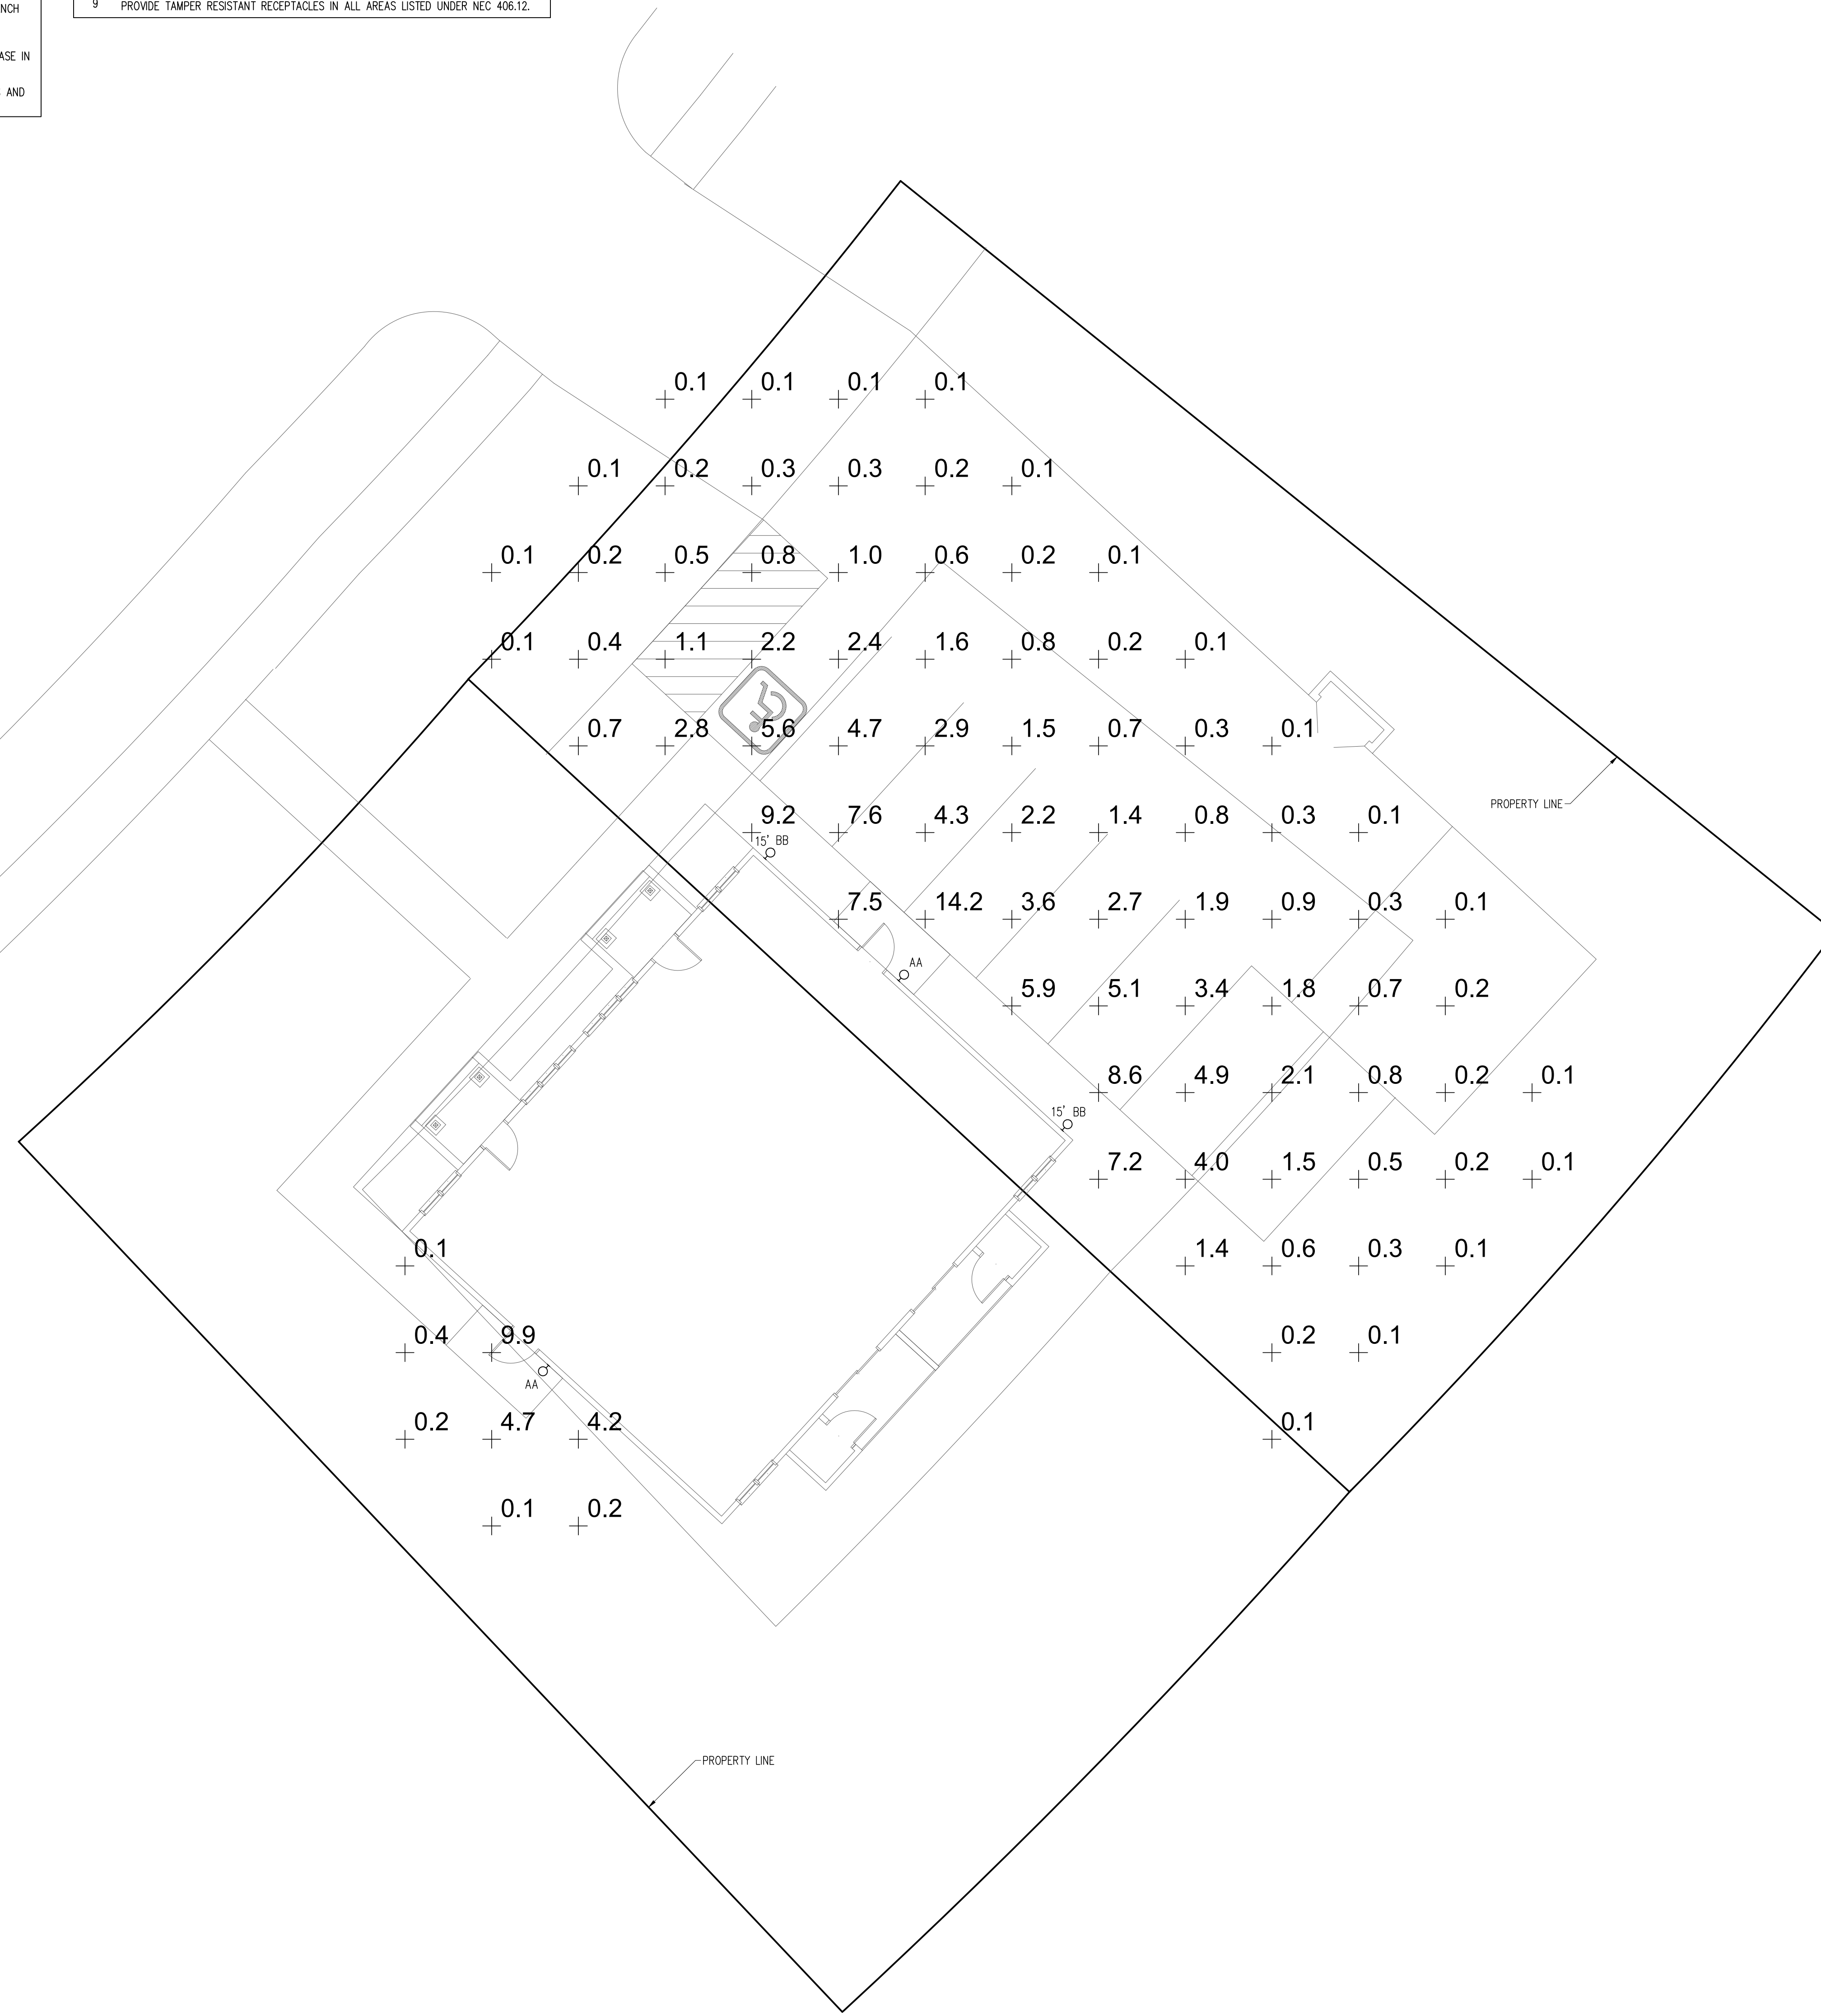 NCH
ASE IN
AND
9 PROVIDE TAMPER RESISTANT RECEPTACLES IN ALL AREAS LISTED UNDER NEC 406.12.
0.1 0.1 0.1 0.1
0.1 0.2 0.3 0.3 0.2 0.1
0.1 0.2 0.5 0.8 1.0 0.6 0.2 0.1
0.1 0.4 1.1 2.2 2.4 1.6 0.8 0.2 0.1
0.7 2.8 5.6 4.7 2.9 1.5 0.7 0.3 0.1
PROPERTY LINE
9.2 7.6 4.3 2.2 1.4 0.8 0.3 0.1
15' BB
7.5 14.2 3.6 2.7 1.9 0.9 0.3 0.1
AA
5.9 5.1 3.4 1.8 0.7 0.2
8.6 4.9 2.1 0.8 0.2 0.1
15' BB
7.2 4.0 1.5 0.5 0.2 0.1
0.1 1.4 0.6 0.3 0.1
0.4 9.9 0.2 0.1
AA
0.2 4.7 4.2 0.1
0.1 0.2
PROPERTY LINE